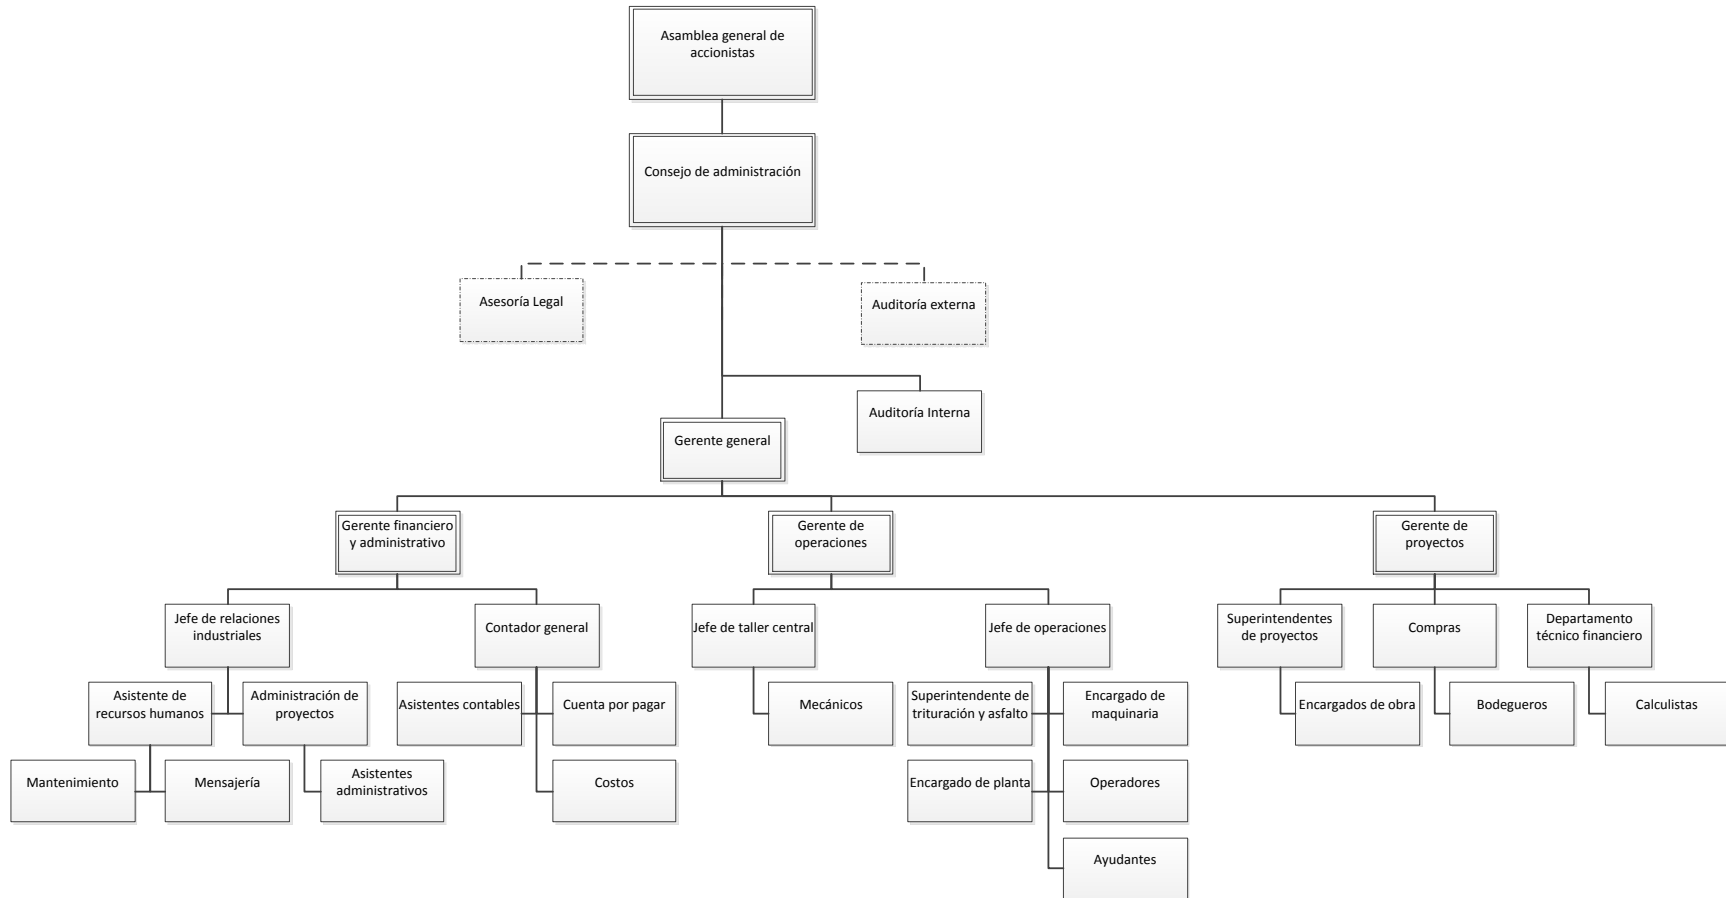 Asamblea general de
accionistas
Consejo de administración
Asesoría Legal
Auditoría externa
Auditoría Interna
Gerente general
Gerente financiero
y administrativo
Gerente de
operaciones
Gerente de
proyectos
Jefe de relaciones
industriales
Contador general
Jefe de taller central
Jefe de operaciones
Superintendentes
de proyectos
Compras
Departamento
técnico financiero
Asistente de
recursos humanos
Administración de
proyectos
Asistentes contables
Cuenta por pagar
Mecánicos
Superintendente de
trituración y asfalto
Encargado de
maquinaria
Encargados de obra
Bodegueros
Calculistas
Mantenimiento
Mensajería
Asistentes
administrativos
Costos
Encargado de planta
Operadores
Ayudantes